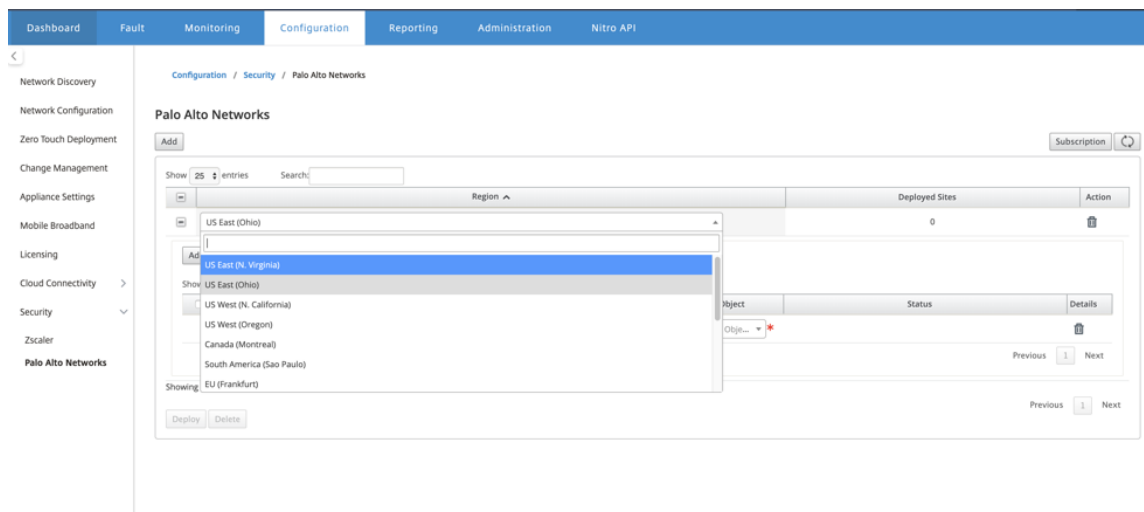 Dashboard Fault Monitoring Configuration Reporting Administration Nitro API
Network Discovery
Network Configuration
Zero Touch Deployment
Change Management
Appliance Settings
Mobile Broadband
Licensing
Cloud Connectivity
Security
Zscaler
Palo Alto Networks
Configuration / Security / Palo Alto Networks
Palo Alto Networks
Add
Subscription
Show 25 entries Search:
Region Deployed Sites Action
US East (Ohio) 0
Ad
US East (N. Virginia)
Show US East (Ohio)
US West (N. California) Object Status Details
US West (Oregon) Obje... *
Canada (Montreal)
Previous 1 Next
South America (Sao Paulo)
Showing EU (Frankfurt)
Previous 1 Next
Deploy Delete